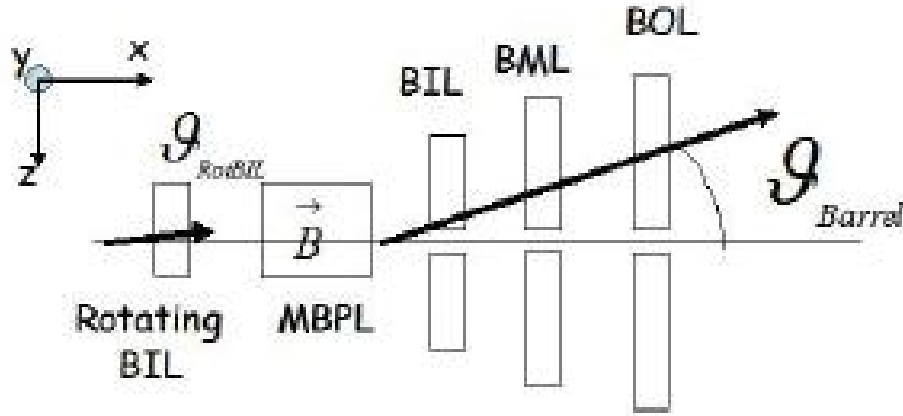 BOL
BML
BIL
y
x
z
ϑ RotBIL
B
ϑ Barrel
Rotating
BIL
MBPL